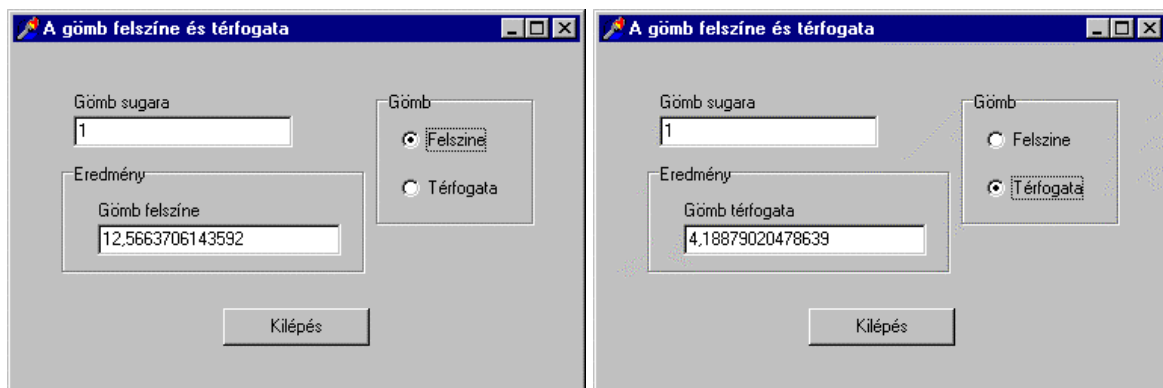 A gömb felszíne és térfogata
Gömb sugara
1
Gömb
Felszine
Térfogata
Eredmény
Gömb felszíne
12,5663706143592
Kilépés
A gömb felszíne és térfogata
Gömb sugara
1
Gömb
Felszine
Térfogata
Eredmény
Gömb térfogata
4,18879020478639
Kilépés